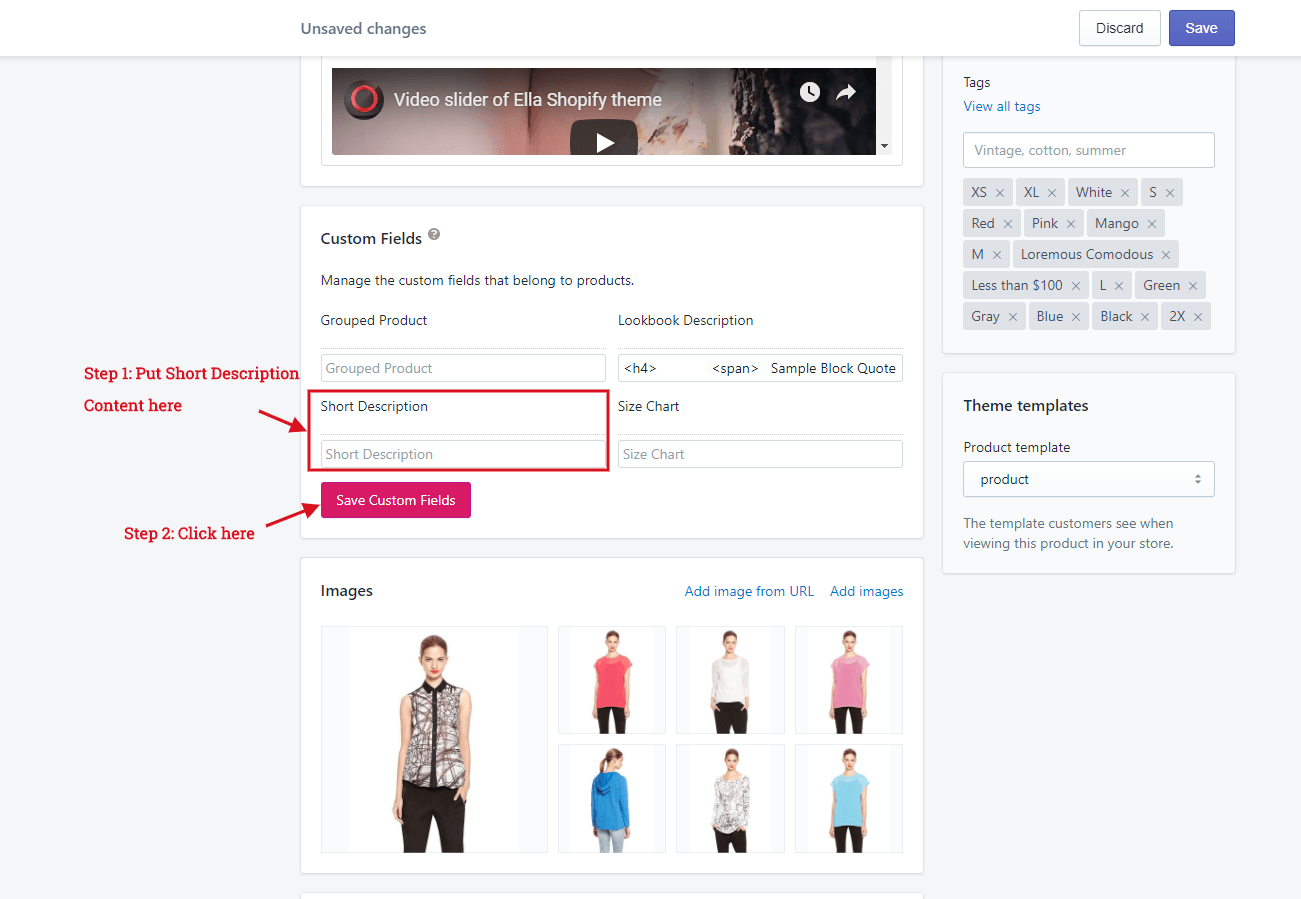 Unsaved changes
Discard
Save
Video slider of Ella Shopify theme
Custom Fields ?
Manage the custom fields that belong to products.
Grouped Product
Lookbook Description
Grouped Product
<h4> <span> Sample Block Quote
Step 1: Put Short Description
Content here
Short Description
Size Chart
Short Description
Size Chart
Save Custom Fields
Step 2: Click here
Images
Add image from URL
Add images
Tags
View all tags
Vintage, cotton, summer
XS × XL × White × S ×
Red × Pink × Mango ×
M × Loremous Comodous ×
Less than $100 × L × Green ×
Gray × Blue × Black × 2X ×
Theme templates
Product template
product
The template customers see when
viewing this product in your store.